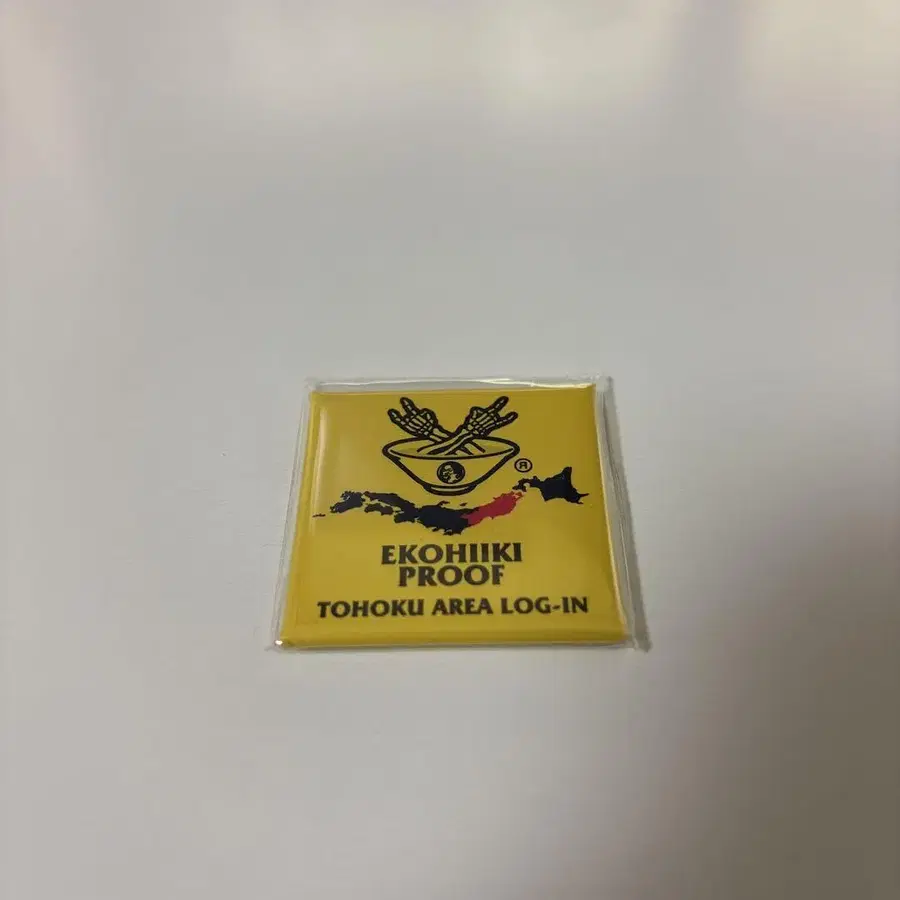 ®
EKOHIIKI
PROOF
TOHOKU AREA LOG-IN